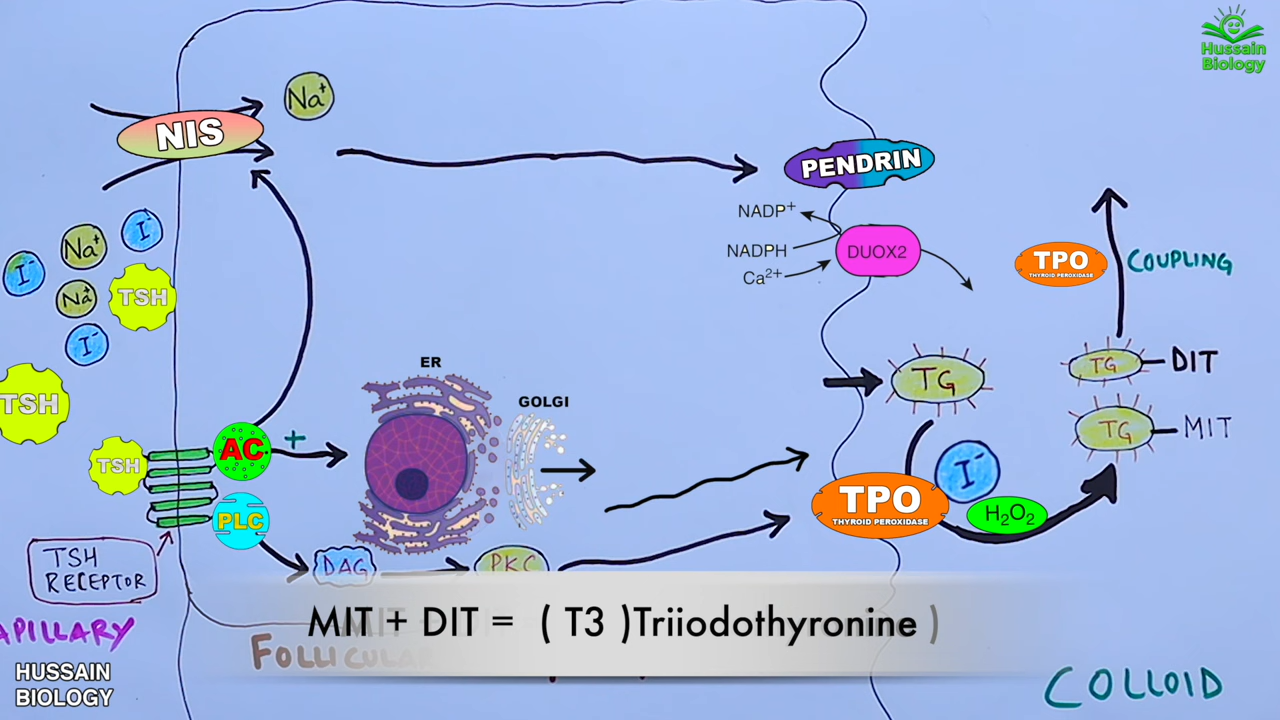 Hussain
Biology
Na⁺
NIS
PENDRIN
I⁻
NADP⁺
Na⁺
NADPH
DUOX2
I⁻
TPO
THYROID PEROXIDASE
COUPLING
Ca²⁺
Na⁺
TSH
I⁻
ER
TG
DIT
TG
TSH
GOLGI
TG
MIT
AC
+
TSH
I⁻
TPO
THYROID PEROXIDASE
H₂O₂
PLC
TSH
RECEPTOR
DAG
PKC
MIT + DIT = ( T3 )Triiodothyronine )
APILLARY
FOLLICULAR
HUSSAIN
BIOLOGY
COLLOID